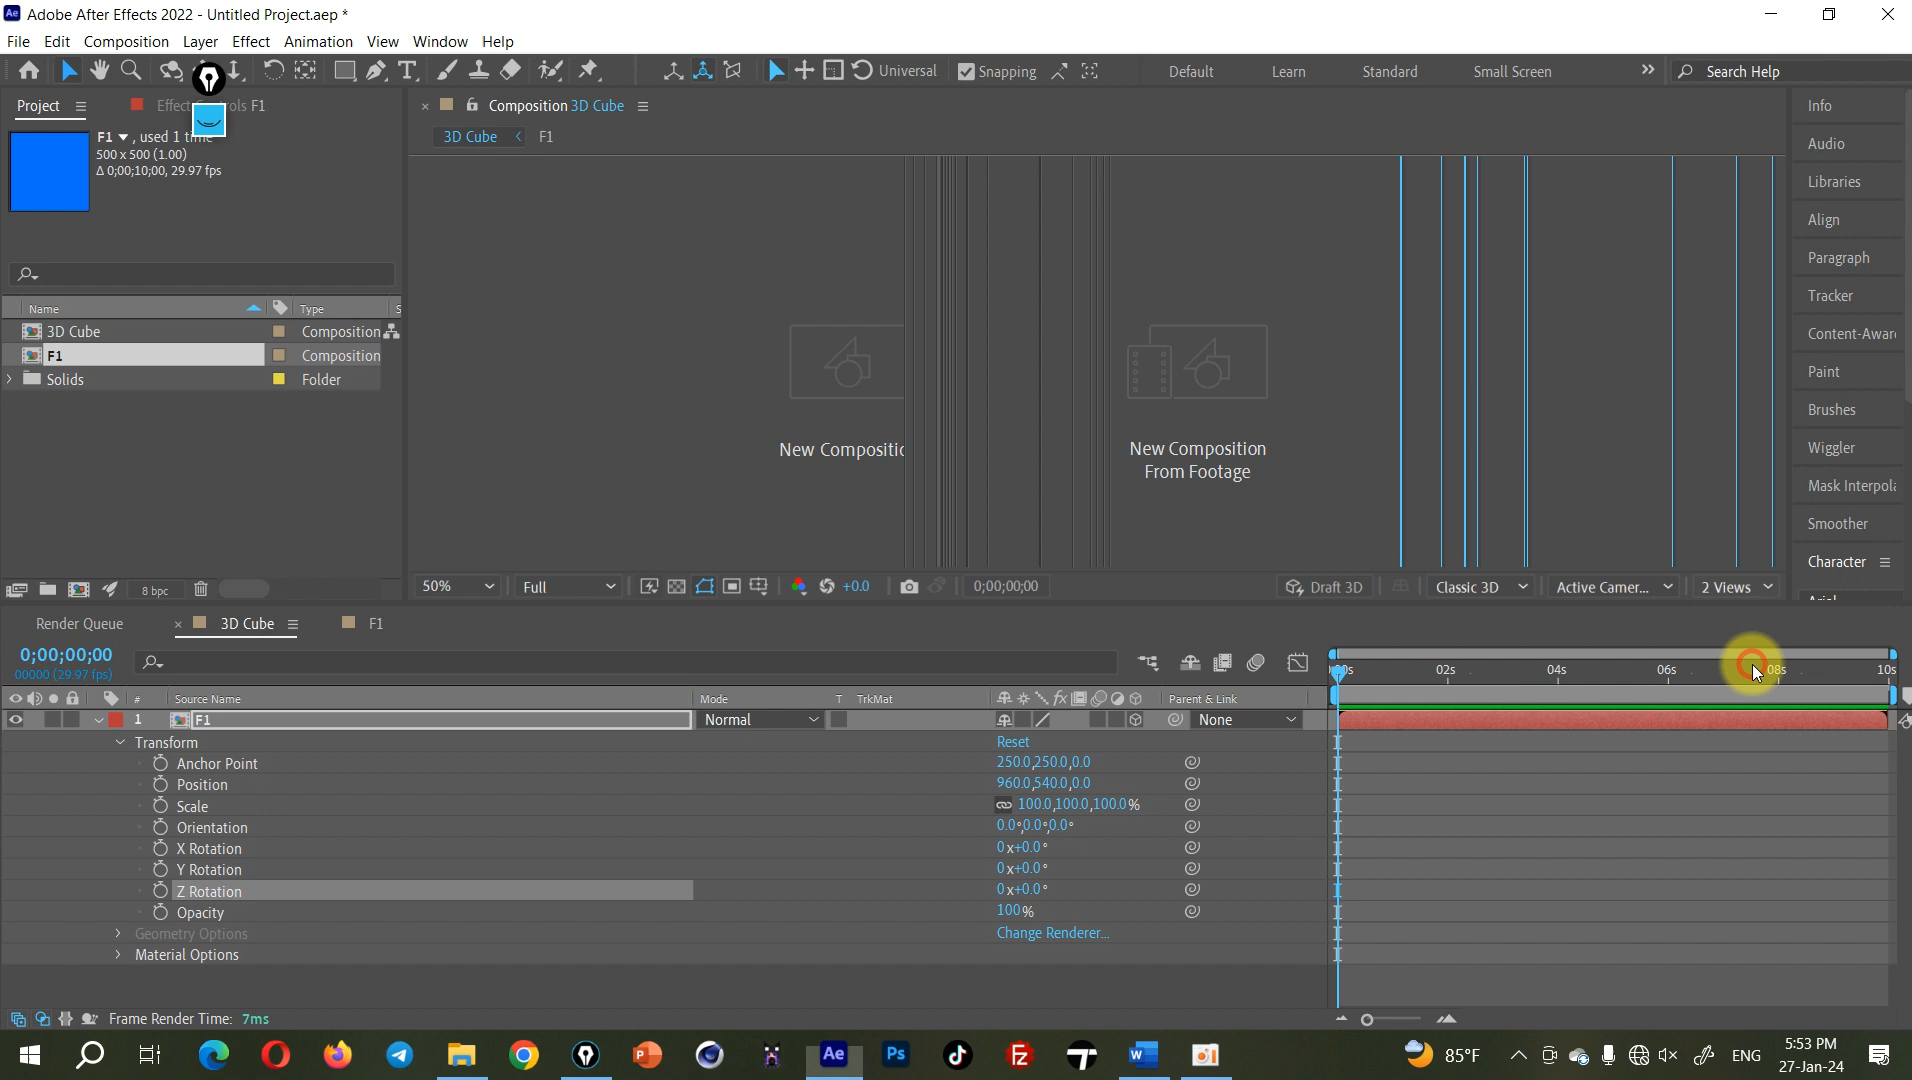 Adobe After Effects 2022 - Untitled Project.aep *
File Edit Composition Layer Effect Animation View Window Help
Universal Snapping Default Learn Standard Small Screen Search Help
Project Effect Controls F1
F1 , used 1 time
500 x 500 (1.00)
Δ 0;00;10;00, 29.97 fps
Composition 3D Cube
3D Cube F1
Name Type S
3D Cube Composition
F1 Composition
Solids Folder
8 bpc
New Compositio
New Composition
From Footage
50% Full +0.0 0;00;00;00 Draft 3D Classic 3D Active Camer... 2 Views
Info
Audio
Libraries
Align
Paragraph
Tracker
Content-Awar
Paint
Brushes
Wiggler
Mask Interpola
Smoother
Character
Render Queue 3D Cube F1
0;00;00;00
00000 (29.97 fps)
00s 02s 04s 06s 08s 10s
# Source Name Mode T TrkMat Parent & Link
1 F1 Normal None
Transform Reset
Anchor Point 250.0,250.0,0.0
Position 960.0,540.0,0.0
Scale 100.0,100.0,100.0%
Orientation 0.0°,0.0°,0.0°
X Rotation 0x+0.0°
Y Rotation 0x+0.0°
Z Rotation 0x+0.0°
Opacity 100%
Geometry Options Change Renderer...
Material Options
Frame Render Time: 7ms
Ae Ps 85°F ENG 5:53 PM
27-Jan-24